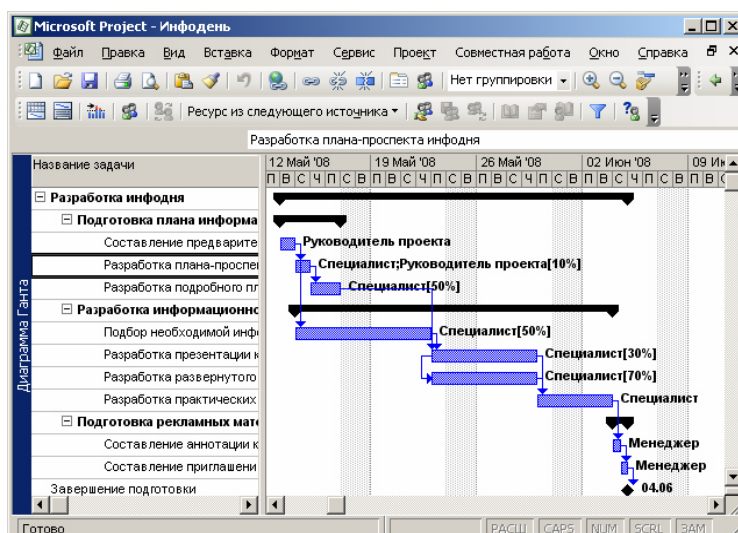 Microsoft Project - Инфодень
Файл Правка Вид Вставка Формат Сервис Проект Совместная работа Окно Справка
Нет группировки
Ресурс из следующего источника
Разработка плана-проспекта инфодня
Название задачи
12 Май '08 19 Май '08 26 Май '08 02 Июн '08 09 Ин
П В С Ч П С В П В С Ч П С В П В С Ч П С В П В С Ч П С В П В С
Разработка инфодня
Подготовка плана информа
Составление предварите Руководитель проекта
Разработка плана-проспе Специалист;Руководитель проекта[10%]
Разработка подробного пл Специалист[50%]
Разработка информационно
Подбор необходимой инфо Специалист[50%]
Разработка презентации к Специалист[30%]
Разработка развернутого Специалист[70%]
Разработка практических Специалист
Подготовка рекламных мате
Составление аннотации к Менеджер
Составление приглашени Менеджер
Завершение подготовки 04.06
Диаграмма Ганта
Готово РАСШ CAPS NUM SCRL ЗАМ